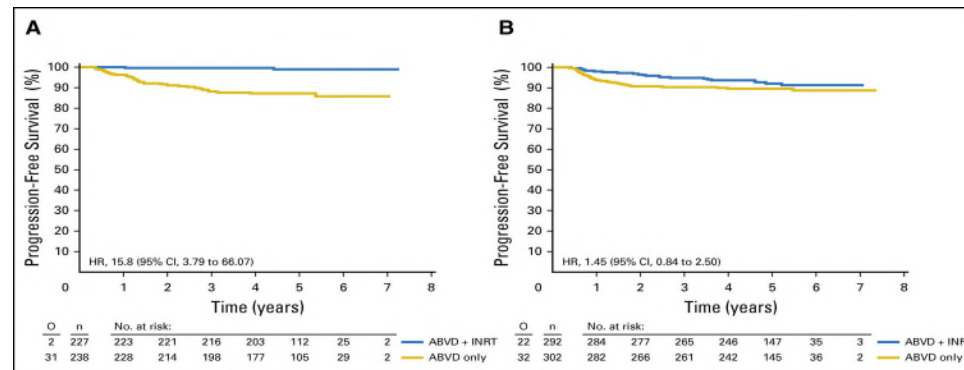 A
Progression-Free Survival (%)
100
90
80
70
60
50
40
30
20
10
HR, 15.8 (95% CI, 3.79 to 66.07)
0 1 2 3 4 5 6 7 8
Time (years)
O n No. at risk:
2 227 223 221 216 203 112 25 2 ABVD + INRT
31 238 228 214 198 177 105 29 2 ABVD only
B
Progression-Free Survival (%)
100
90
80
70
60
50
40
30
20
10
HR, 1.45 (95% CI, 0.84 to 2.50)
0 1 2 3 4 5 6 7 8
Time (years)
O n No. at risk:
22 292 284 277 265 246 147 35 3 ABVD + INR
32 302 282 266 261 242 145 36 2 ABVD only